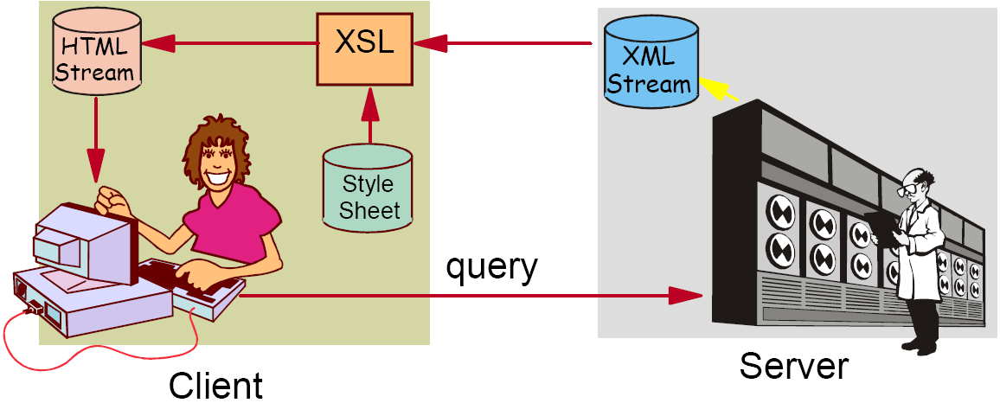 HTML
Stream
XSL
XML
Stream
Style
Sheet
query
Client
Server